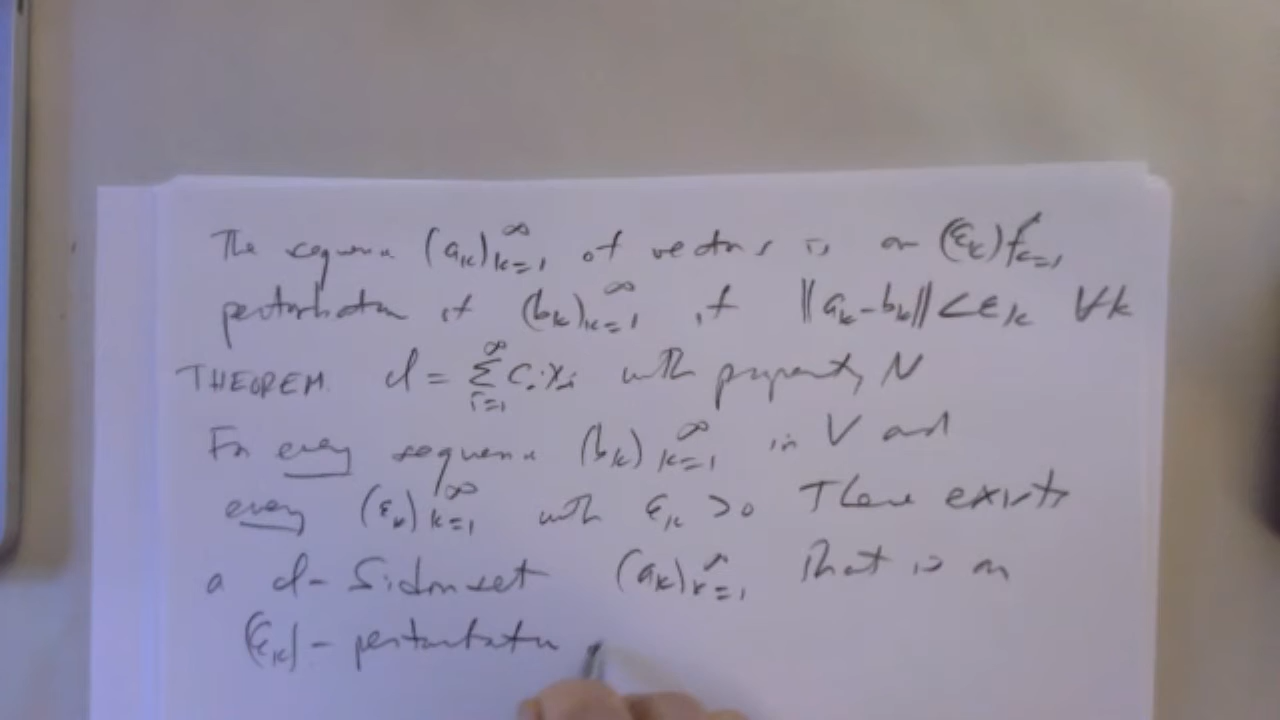 The sequence (a_k)_{k=1}^∞ of vectors is an (ε_k)_{k=1}^∞
perturbation of (b_k)_{k=1}^∞ if ||a_k - b_k|| < ε_k ∀k
THEOREM. φ = Σ_{i=1}^∞ c_i x_i with property N
For every sequence (b_k)_{k=1}^∞ in V and
every (ε_k)_{k=1}^∞ with ε_k > 0 There exists
a φ- Sidon set (a_k)_{k=1}^∞ that is an
(ε_k) - perturbation